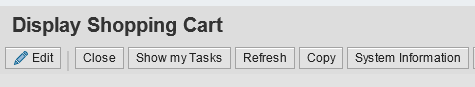 Display Shopping Cart
Edit Close Show my Tasks Refresh Copy System Information